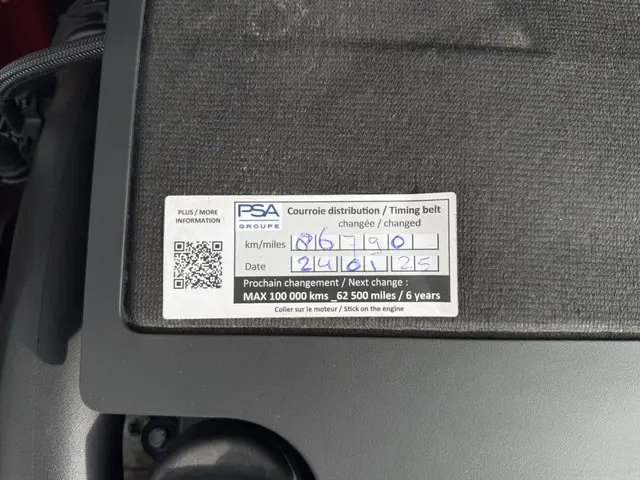 PLUS / MORE
INFORMATION
PSA
GROUPE
Courroie distribution / Timing belt
changée / changed
km/miles 86790
Date 24 01 25
Prochain changement / Next change :
MAX 100 000 kms _62 500 miles / 6 years
Coller sur le moteur / Stick on the engine